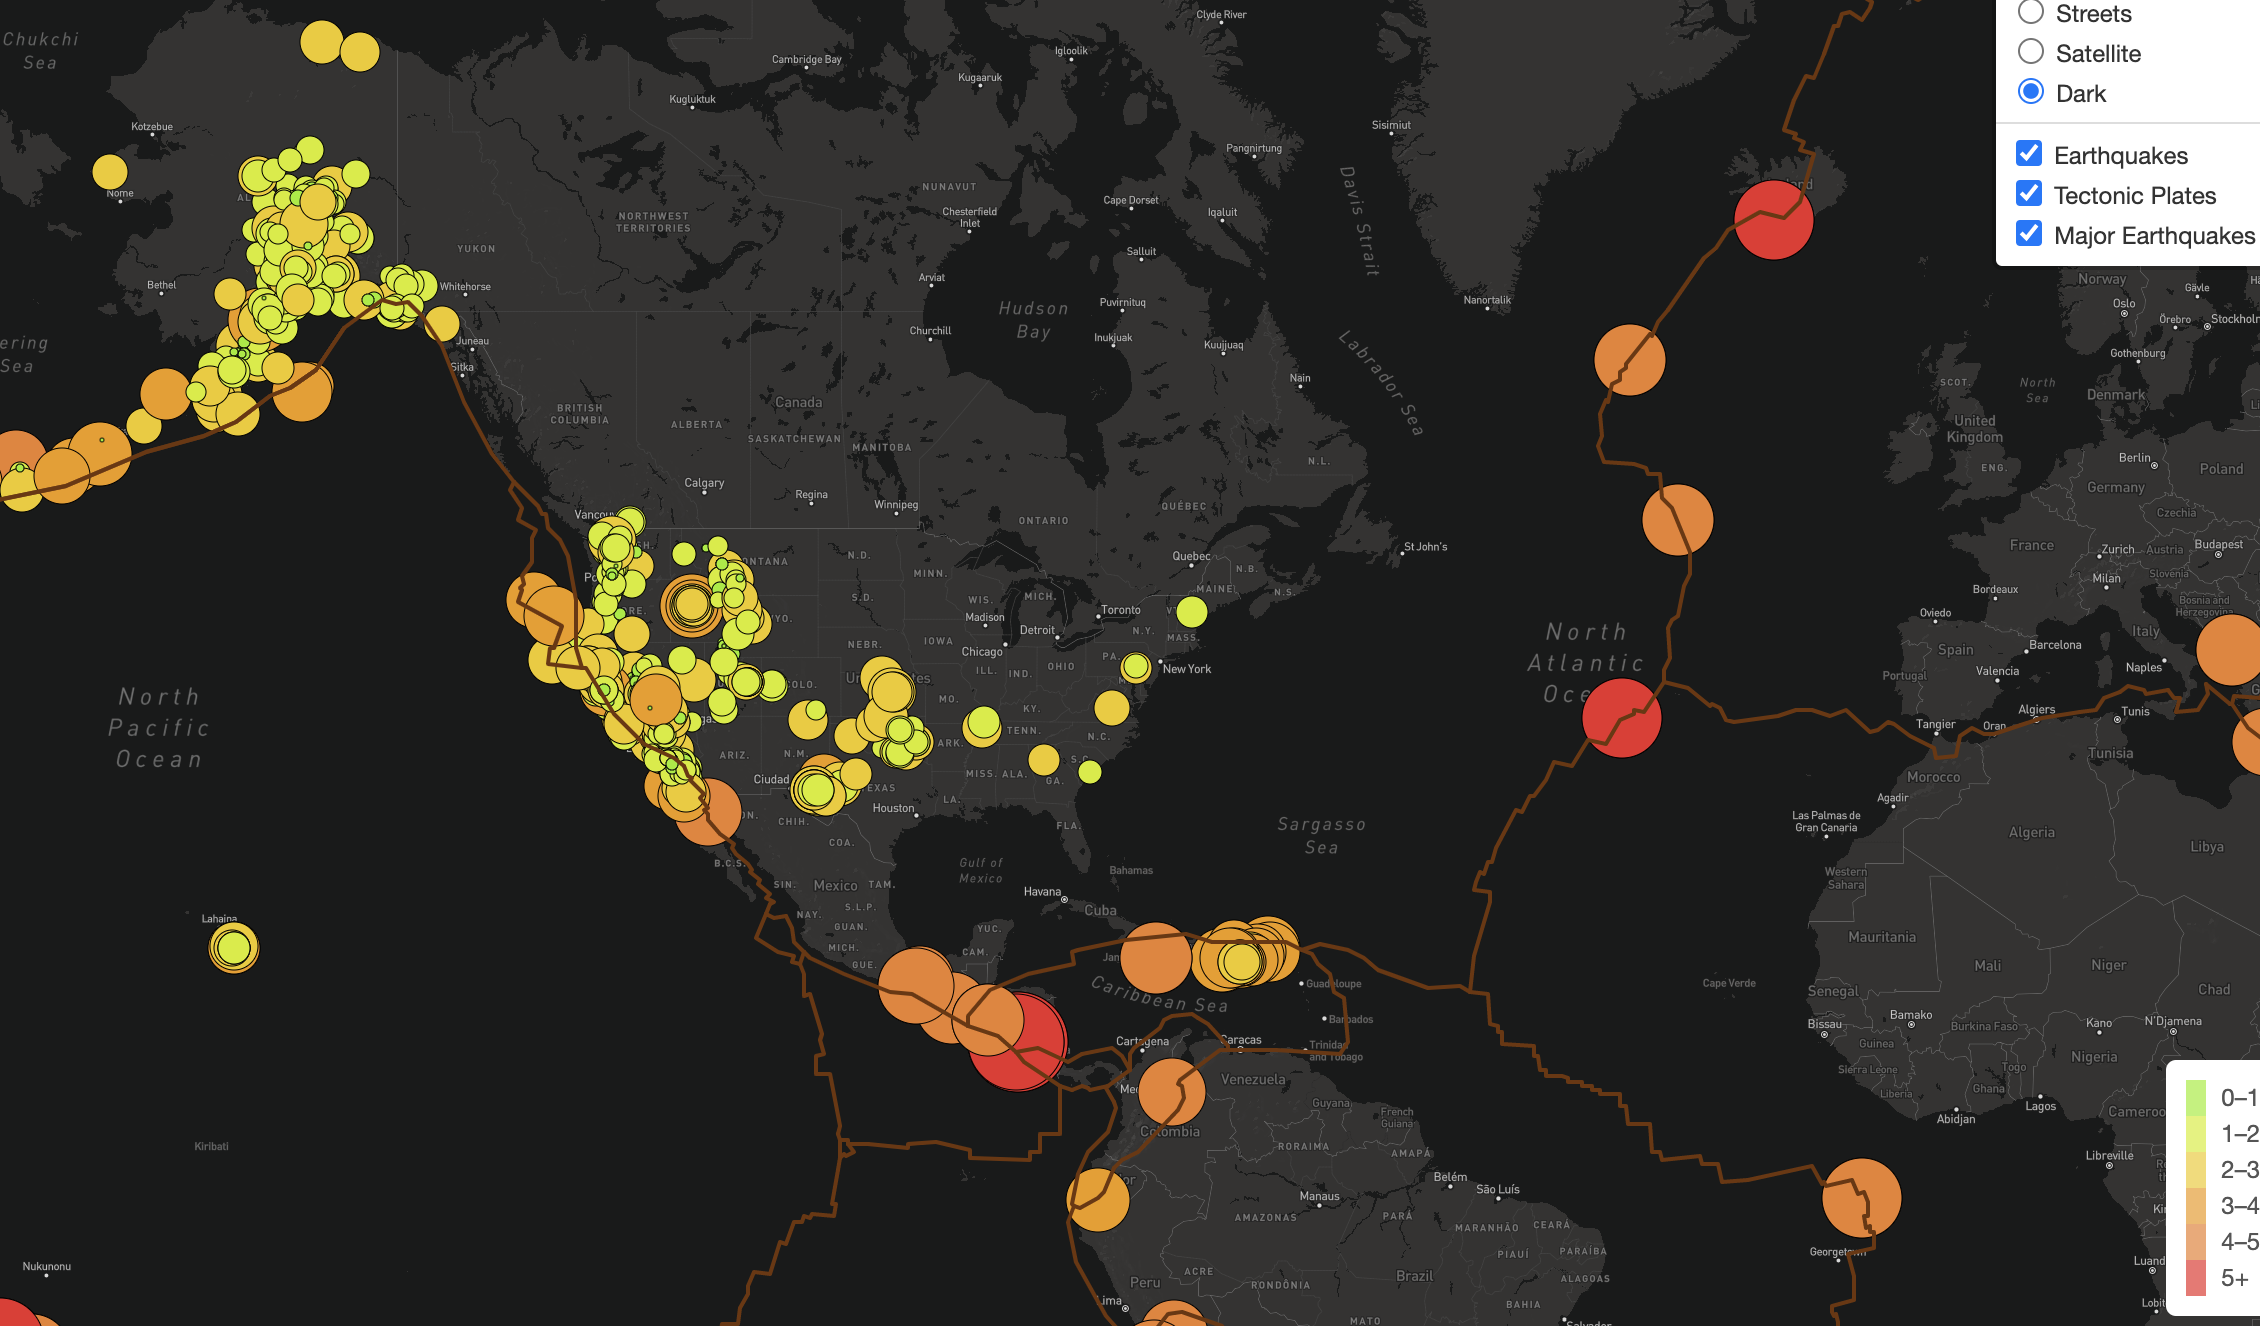 Streets
Satellite
Dark
Earthquakes
Tectonic Plates
Major Earthquakes
Chukchi
Sea
Clyde River
Cambridge Bay
Igloolik
Kugaaruk
Kugluktuk
Kotzebue
Sisimiut
Pangnirtung
Nome
NUNAVUT
Cape Dorset
Iqaluit
Chesterfield
Inlet
NORTHWEST
TERRITORIES
YUKON
Salluit
Davis Strait
Bethel
Whitehorse
Arviat
Puvirnituq
Nanortalik
Hudson
Bay
Churchill
Inukjuak
Kuujjuaq
Juneau
Sitka
Nain
Labrador Sea
Norway
Oslo
Gävle
Örebro
Gothenburg
SCOT.
North
Sea
Denmark
United
Kingdom
ENG.
Berlin
Poland
Germany
Czechia
BRITISH
COLUMBIA
Canada
ALBERTA
SASKATCHEWAN
MANITOBA
N.L.
Calgary
Regina
Winnipeg
ONTARIO
QUÉBEC
Quebec
N.B.
MAINE
N.S.
St John's
France
Zurich
Austria
Budapest
Milan
Slovenia
Bosnia and
Herzegovina
Bordeaux
Oviedo
Italy
Spain
Barcelona
Valencia
Naples
Portugal
Algiers
Tunis
Tangier
Oran
Tunisia
Morocco
Agadir
Las Palmas de
Gran Canaria
Algeria
Libya
Western
Sahara
N.D.
MINN.
S.D.
WIS.
MICH.
Madison
Toronto
Detroit
N.Y.
MASS.
NEBR.
IOWA
Chicago
ILL.
IND.
OHIO
PA.
New York
MO.
KY.
TENN.
N.C.
ARK.
ARIZ.
N.M.
MISS.
ALA.
GA.
LA.
Houston
Ciudad
CHIH.
FLA.
COA.
B.C.S.
SIN.
Mexico
TAM.
S.L.P.
NAY.
GUAN.
MICH.
GUE.
YUC.
CAM.
Gulf of
Mexico
Bahamas
Havana
Cuba
Sargasso
Sea
North
Pacific
Ocean
North
Atlantic
Lahaina
Caribbean Sea
Guadeloupe
Barbados
Trinidad
and Tobago
Cartagena
Caracas
Venezuela
Guyana
French
Guiana
Colombia
RORAIMA
AMAPÁ
Belém
São Luís
Manaus
AMAZONAS
PARÁ
MARANHÃO
CEARÁ
PIAUÍ
PARAÍBA
ALAGOAS
ACRE
RONDÔNIA
Brazil
BAHIA
MATO
Salvador
Peru
Lima
Kiribati
Nukunonu
Mauritania
Mali
Niger
Chad
Cape Verde
Senegal
Bissau
Bamako
Burkina Faso
Kano
N'Djamena
Guinea
Nigeria
Sierra Leone
Togo
Liberia
Ghana
Abidjan
Lagos
Libreville
Georgetown
0–1
1–2
2–3
3–4
4–5
5+